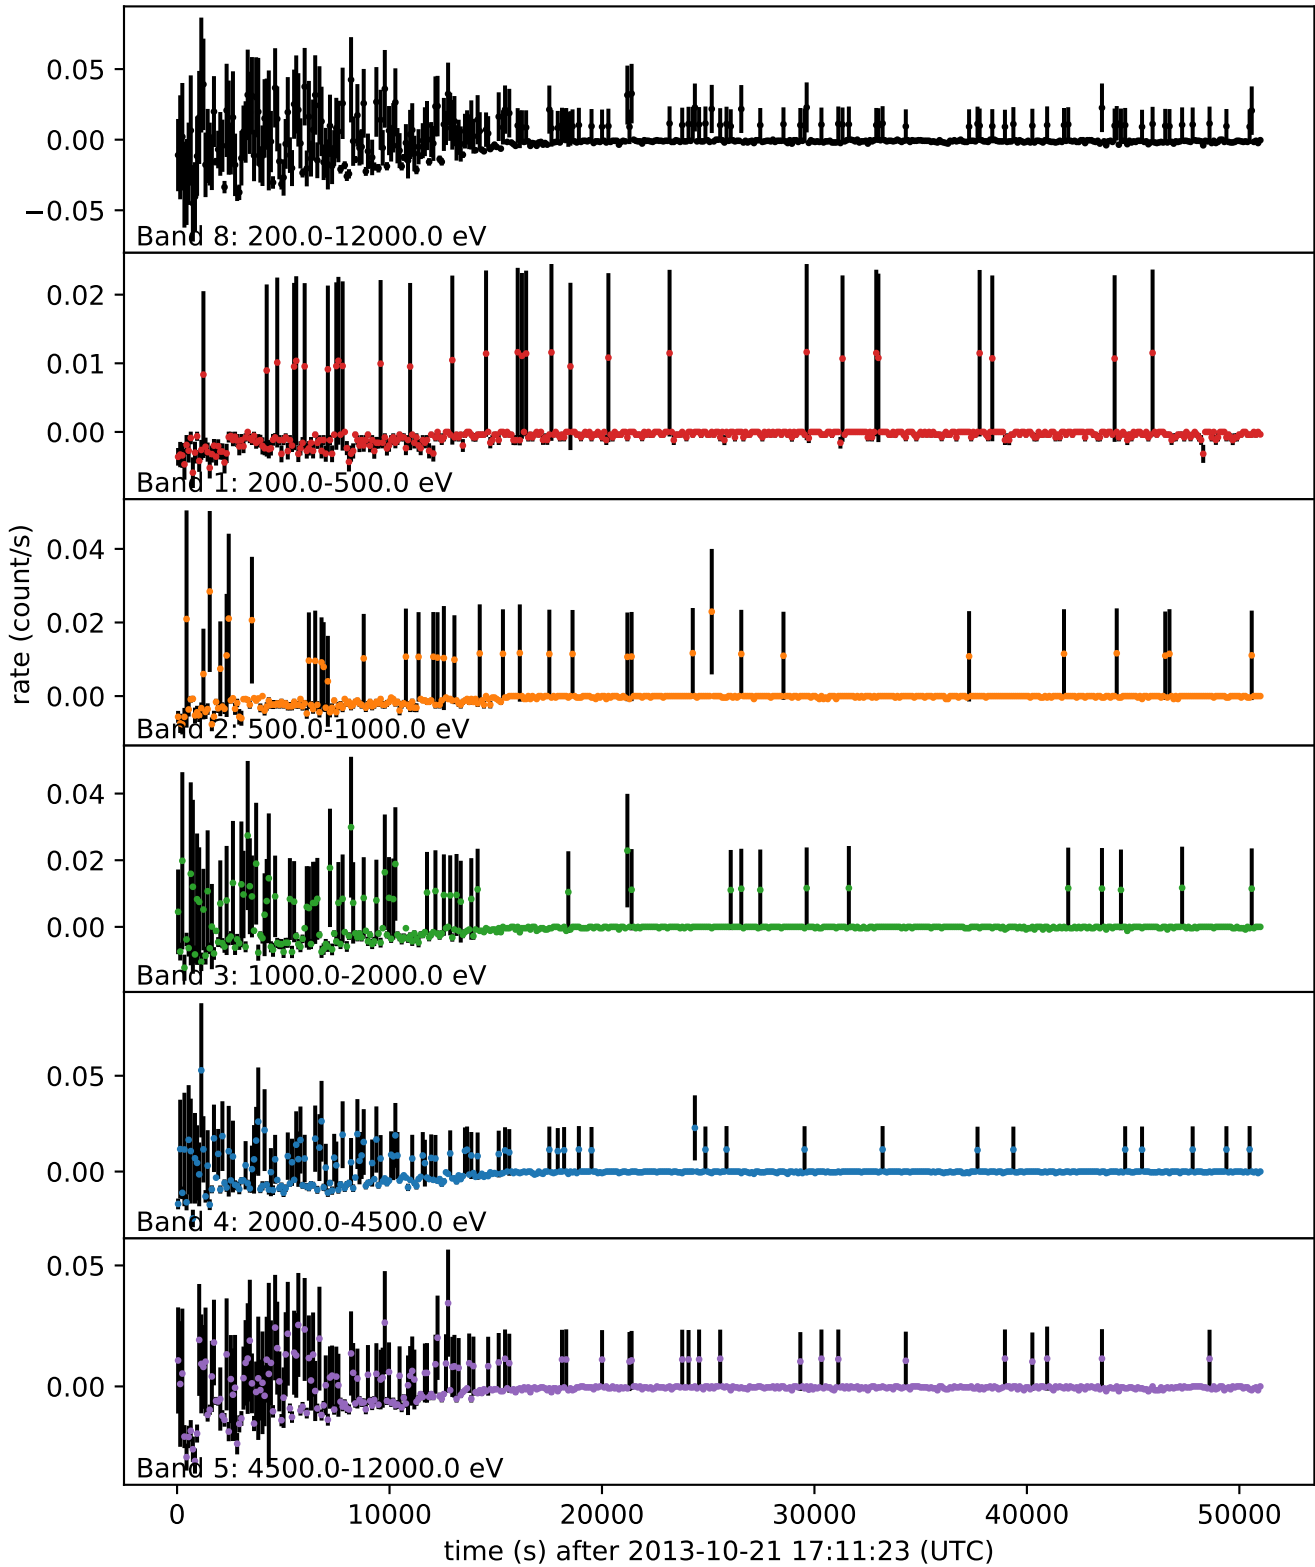 0.05
0.00
−0.05
Band 8: 200.0-12000.0 eV
0.02
0.01
0.00
Band 1: 200.0-500.0 eV
0.04
0.02
0.00
Band 2: 500.0-1000.0 eV
rate (count/s)
0.04
0.02
0.00
Band 3: 1000.0-2000.0 eV
0.05
0.00
Band 4: 2000.0-4500.0 eV
0.05
0.00
Band 5: 4500.0-12000.0 eV
0 10000 20000 30000 40000 50000
time (s) after 2013-10-21 17:11:23 (UTC)